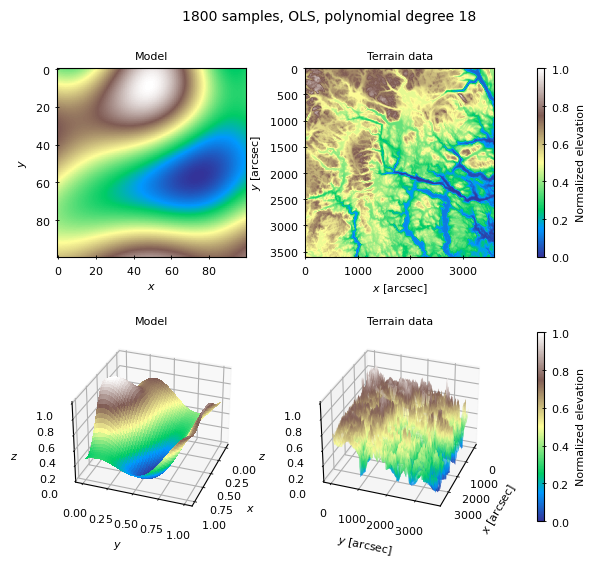 1800 samples, OLS, polynomial degree 18
Model
Terrain data
0
20
40
60
80
y
0 20 40 60 80
x
0
500
1000
1500
2000
2500
3000
3500
y [arcsec]
0 1000 2000 3000
x [arcsec]
1.0
0.8
0.6
0.4
0.2
0.0
Normalized elevation
Model
Terrain data
1.0
0.8
0.6
0.4
0.2
0.0
z
0.00 0.25 0.50 0.75 1.00
y
0.00
0.25
0.50
0.75
1.00
x
1.0
0.8
0.6
0.4
0.2
0.0
z
0 1000 2000 3000
y [arcsec]
0
1000
2000
3000
x [arcsec]
1.0
0.8
0.6
0.4
0.2
0.0
Normalized elevation